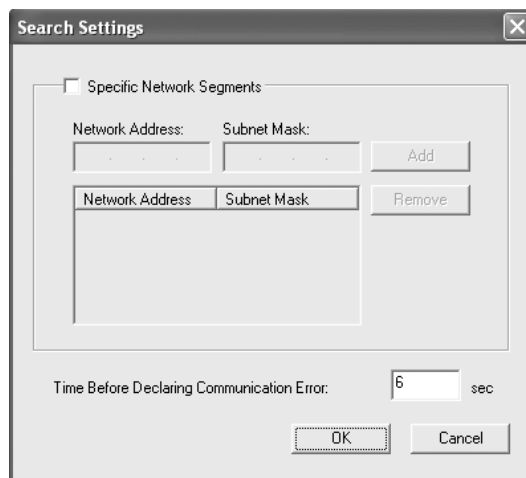 Search Settings
Specific Network Segments
Network Address: Subnet Mask:
. . . . . . Add
Network Address Subnet Mask Remove
Time Before Declaring Communication Error: 6 sec
OK Cancel